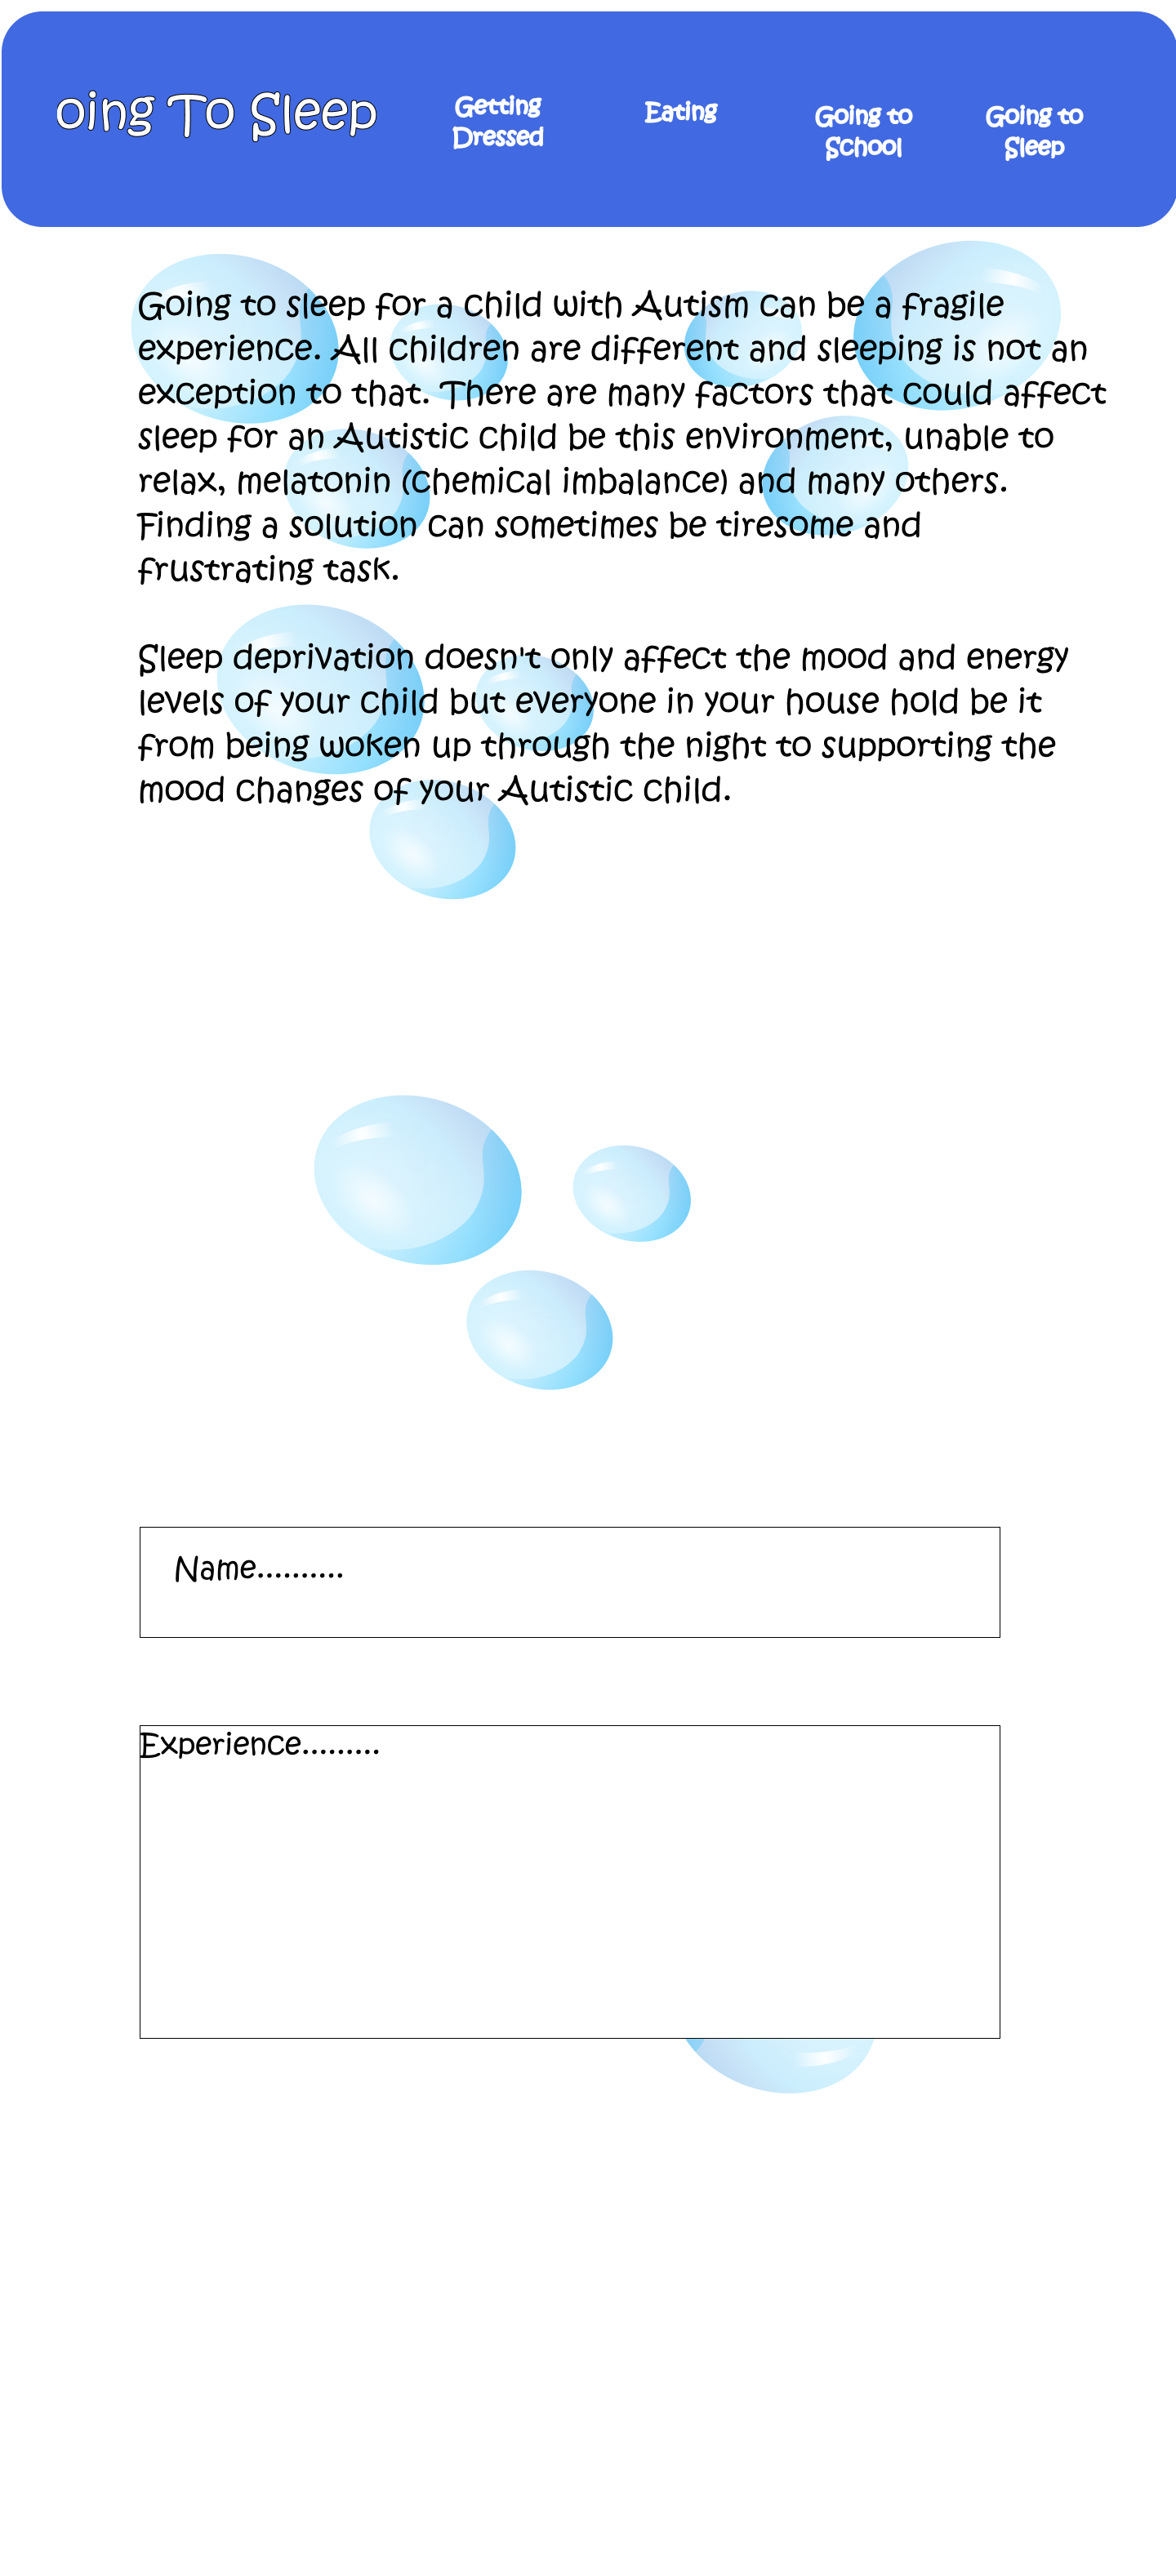 oing To Sleep
Getting
Dressed
Eating
Going to
School
Going to
Sleep
Going to sleep for a child with Autism can be a fragile
experience. All children are different and sleeping is not an
exception to that. There are many factors that could affect
sleep for an Autistic child be this environment, unable to
relax, melatonin (chemical imbalance) and many others.
Finding a solution can sometimes be tiresome and
frustrating task.
Sleep deprivation doesn't only affect the mood and energy
levels of your child but everyone in your house hold be it
from being woken up through the night to supporting the
mood changes of your Autistic child.
Name..........
Experience.........